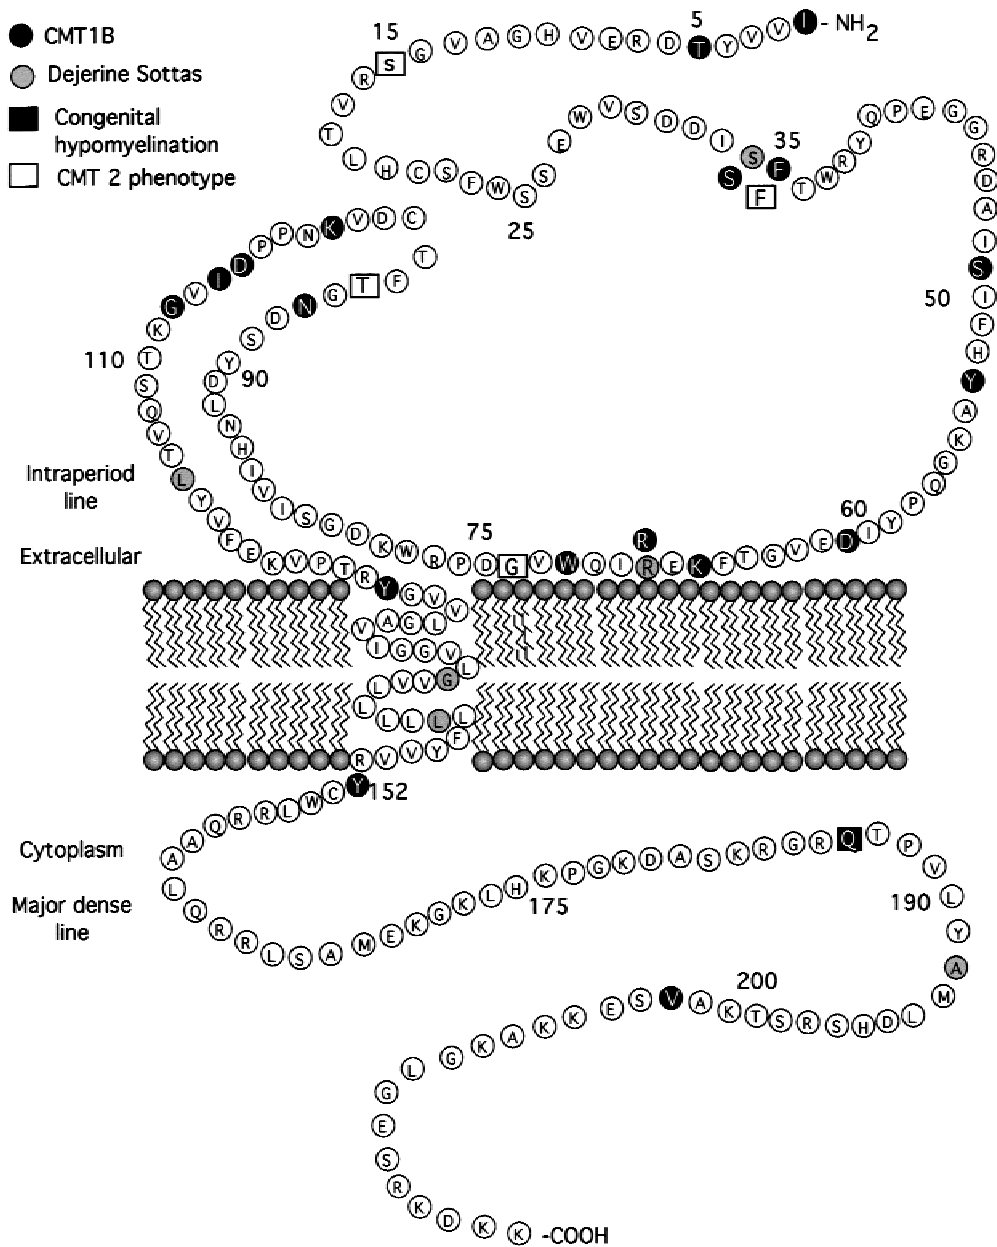 CMT1B
Dejerine Sottas
Congenital
hypomyelination
CMT 2 phenotype
15
5
S G V A G H V E R D T Y V V I - NH2
R V T L H C S F W S S E W V S D D I S
25
35
S F F T W R Y Q P E G G R D A I S I F H Y A K G Q P Y I D E V G T F K E R I Q W V G D P R W K D G S I V I H N L D Y S D N G T F T
R
50
60
75
90
C D V K N P P D I V G K T S Q V T L Y V F E K V P T R Y G V V
110
Intraperiod
line
Extracellular
V A G L
I G G V L
L V V G
L L L L L
R V V Y F
Y 152
C W L R R Q A A L Q R R L S A M E K G K L H K P G K D A S K R G R Q T P V L Y A M L D H S R S T K A V S E K K A K G L G E S R K D K K -COOH
Cytoplasm
Major dense
line
175
190
200